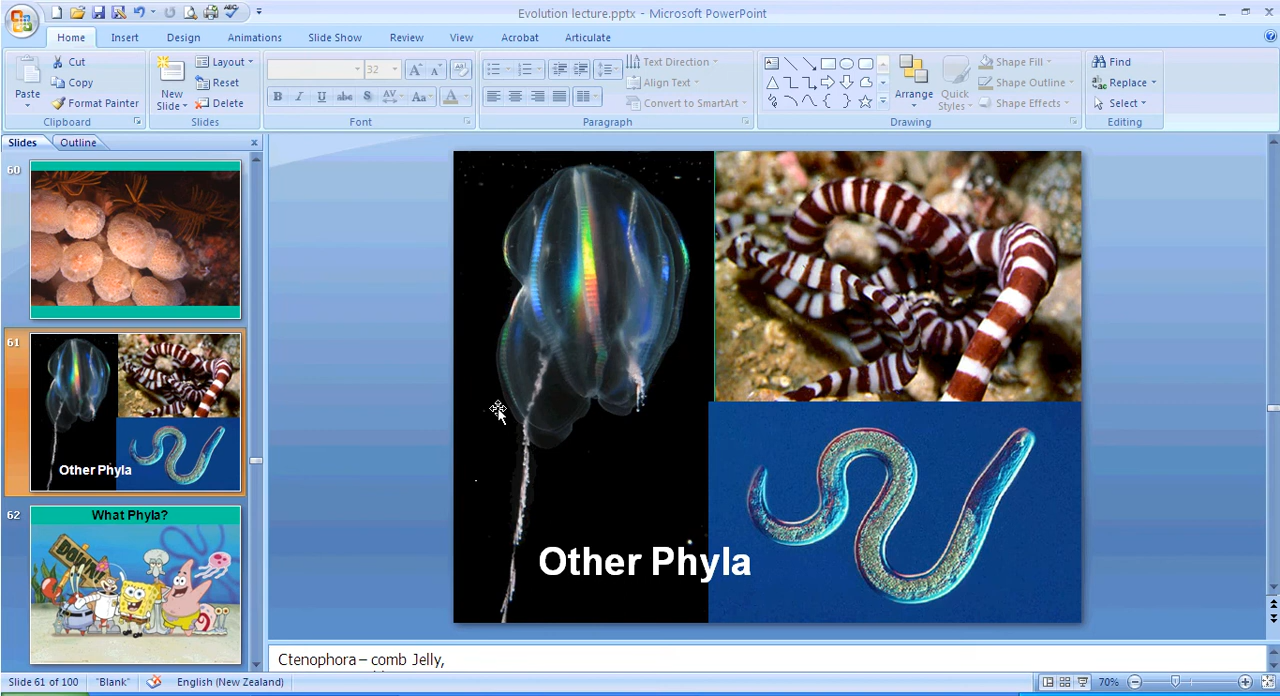 Evolution lecture.pptx - Microsoft PowerPoint
Home Insert Design Animations Slide Show Review View Acrobat Articulate
Paste
Cut
Copy
Format Painter
Clipboard
New Slide
Layout
Reset
Delete
Slides
32
B I U abc S AV Aa A
Font
Text Direction
Align Text
Convert to SmartArt
Paragraph
Arrange
Quick Styles
Shape Fill
Shape Outline
Shape Effects
Drawing
Find
Replace
Select
Editing
Slides Outline
60
61
Other Phyla
62
What Phyla?
Other Phyla
Ctenophora – comb Jelly,
Slide 61 of 100 "Blank" English (New Zealand) 70%